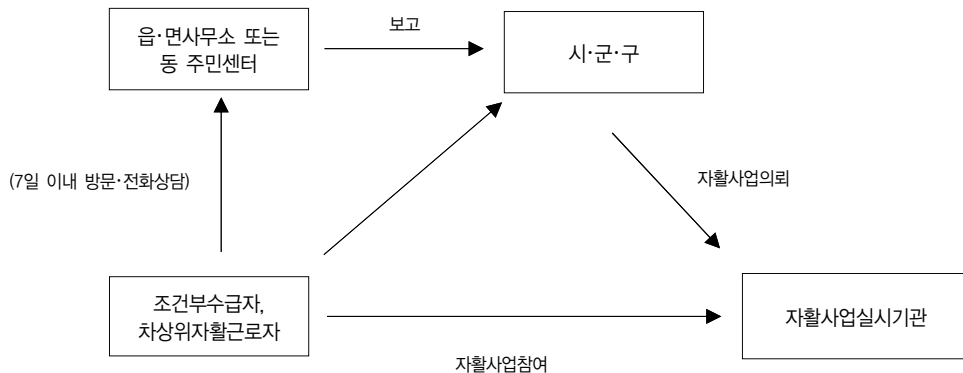 읍·면사무소 또는
동 주민센터
보고
시·군·구
(7일 이내 방문·전화상담)
자활사업의뢰
조건부수급자,
차상위자활근로자
자활사업실시기관
자활사업참여